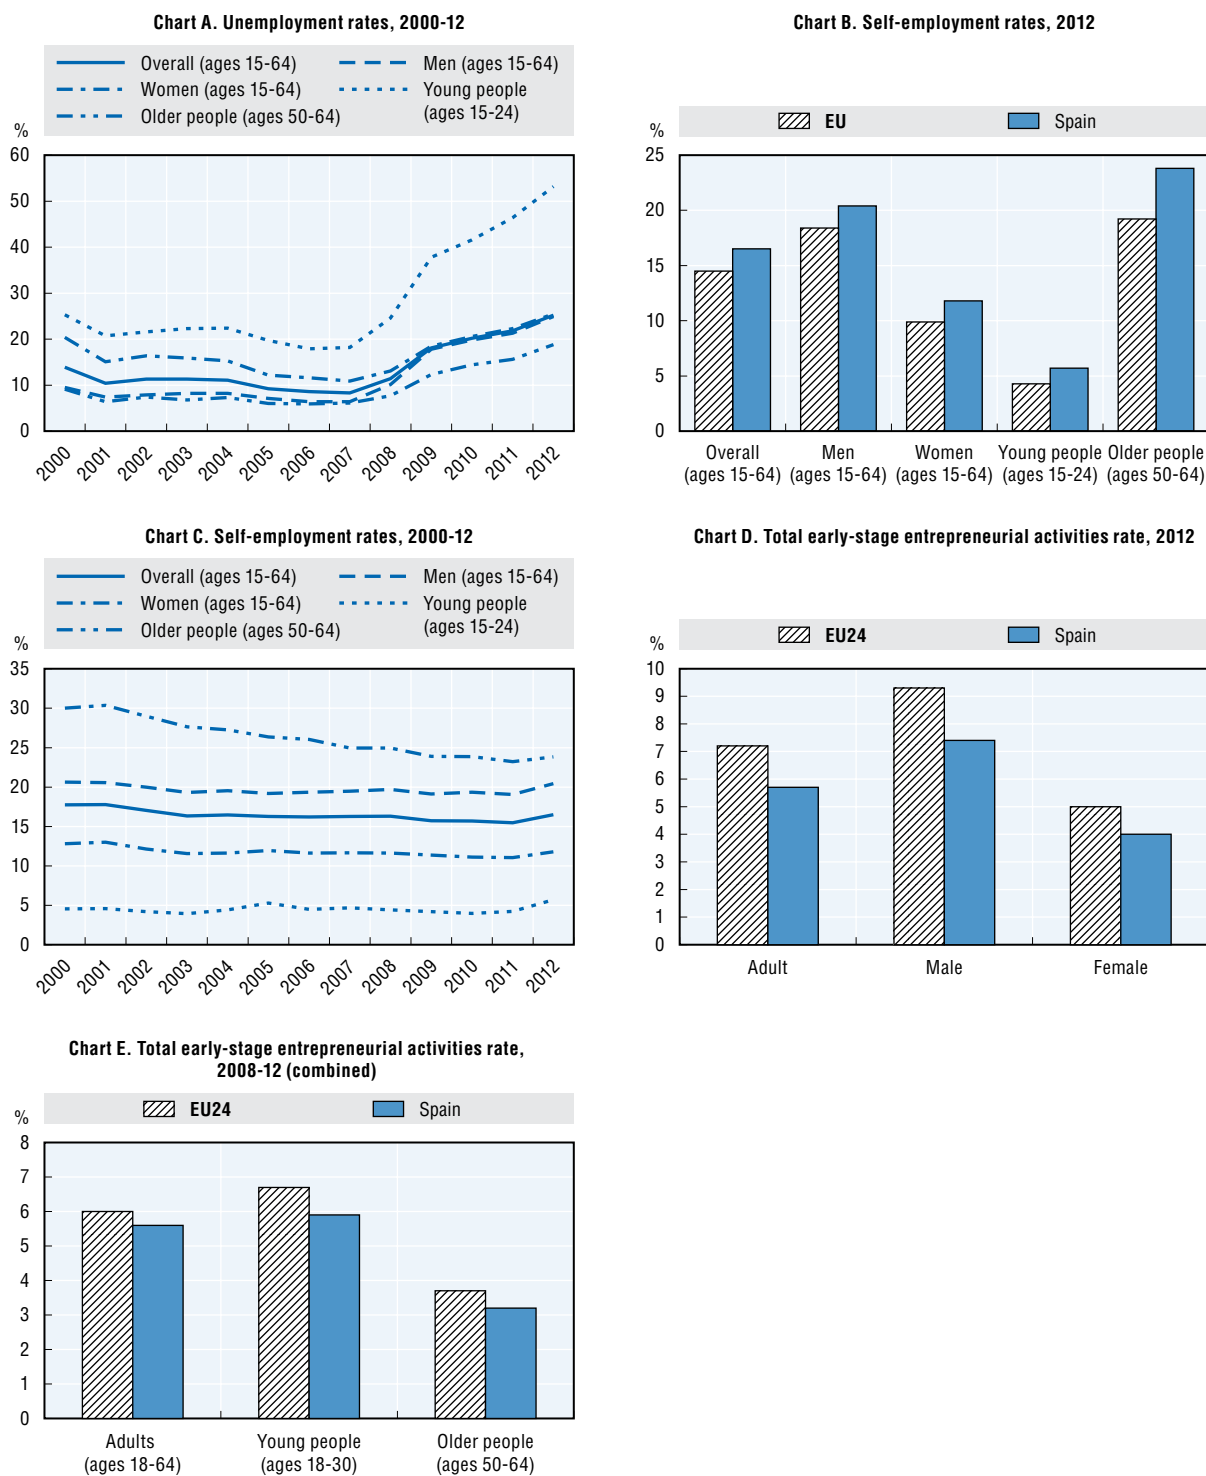 Chart A. Unemployment rates, 2000-12
Overall (ages 15-64)
Men (ages 15-64)
Women (ages 15-64)
Young people
(ages 15-24)
Older people (ages 50-64)
%
60
50
40
30
20
10
0
2000
2001
2002
2003
2004
2005
2006
2007
2008
2009
2010
2011
2012
Chart B. Self-employment rates, 2012
EU
Spain
%
25
20
15
10
5
0
Overall
(ages 15-64)
Men
(ages 15-64)
Women
(ages 15-64)
Young people
(ages 15-24)
Older people
(ages 50-64)
Chart C. Self-employment rates, 2000-12
Overall (ages 15-64)
Men (ages 15-64)
Women (ages 15-64)
Young people
(ages 15-24)
Older people (ages 50-64)
%
35
30
25
20
15
10
5
0
2000
2001
2002
2003
2004
2005
2006
2007
2008
2009
2010
2011
2012
Chart D. Total early-stage entrepreneurial activities rate, 2012
EU24
Spain
%
10
9
8
7
6
5
4
3
2
1
0
Adult
Male
Female
Chart E. Total early-stage entrepreneurial activities rate,
2008-12 (combined)
EU24
Spain
%
8
7
6
5
4
3
2
1
0
Adults
(ages 18-64)
Young people
(ages 18-30)
Older people
(ages 50-64)